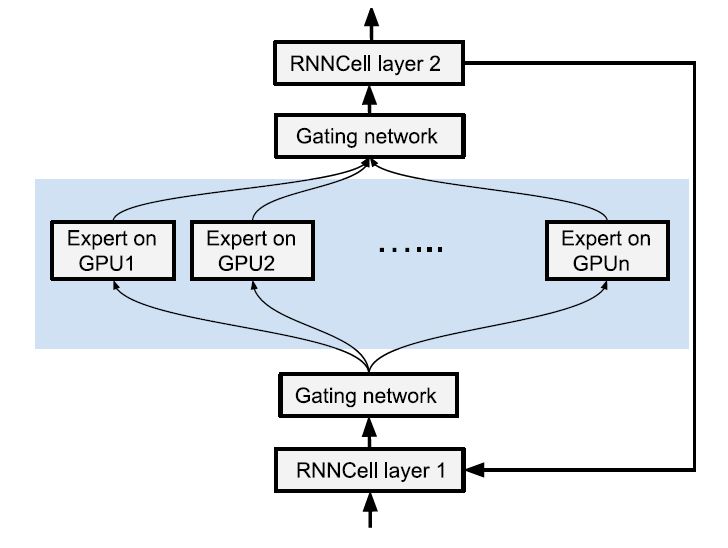 RNNCell layer 2
Gating network
Expert on
GPU1
Expert on
GPU2
…...
Expert on
GPUn
Gating network
RNNCell layer 1